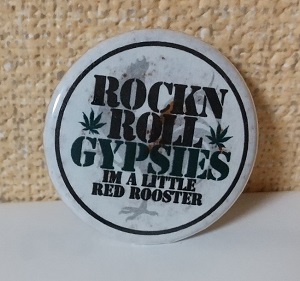 ROCKN
ROLL
GYPSIES
IM A LITTLE
RED ROOSTER